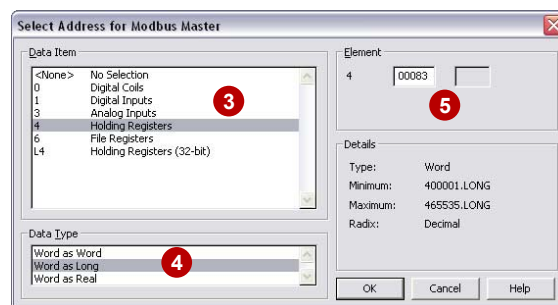 Select Address for Modbus Master
Data Item
<None> No Selection
0 Digital Coils
1 Digital Inputs
3 Analog Inputs
4 Holding Registers
6 File Registers
L4 Holding Registers (32-bit)
3
Data Type
Word as Word
Word as Long
Word as Real
4
Element
4 00083
5
Details
Type: Word
Minimum: 400001.LONG
Maximum: 465535.LONG
Radix: Decimal
OK Cancel Help